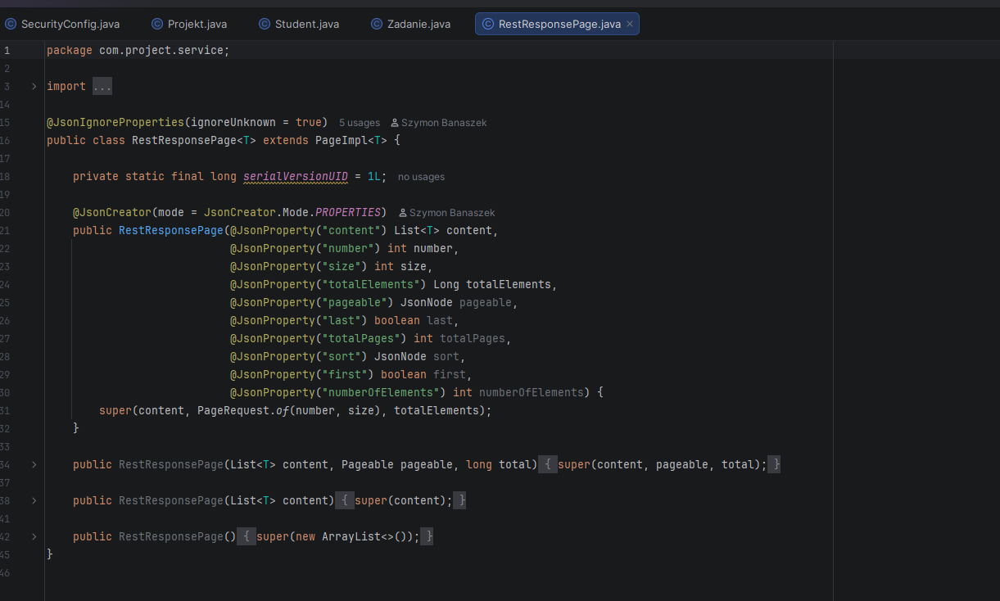 SecurityConfig.java Projekt.java Student.java Zadanie.java RestResponsePage.java
1 package com.project.service;
2
3 import ...
14
15 @JsonIgnoreProperties(ignoreUnknown = true) 5 usages Szymon Banaszek
16 public class RestResponsePage<T> extends PageImpl<T> {
17
18 private static final long serialVersionUID = 1L; no usages
19
20 @JsonCreator(mode = JsonCreator.Mode.PROPERTIES) Szymon Banaszek
21 public RestResponsePage(@JsonProperty("content") List<T> content,
22 @JsonProperty("number") int number,
23 @JsonProperty("size") int size,
24 @JsonProperty("totalElements") Long totalElements,
25 @JsonProperty("pageable") JsonNode pageable,
26 @JsonProperty("last") boolean last,
27 @JsonProperty("totalPages") int totalPages,
28 @JsonProperty("sort") JsonNode sort,
29 @JsonProperty("first") boolean first,
30 @JsonProperty("numberOfElements") int numberOfElements) {
31 super(content, PageRequest.of(number, size), totalElements);
32 }
33
34 public RestResponsePage(List<T> content, Pageable pageable, long total) { super(content, pageable, total); }
37
38 public RestResponsePage(List<T> content) { super(content); }
41
42 public RestResponsePage() { super(new ArrayList<>()); }
45 }
46